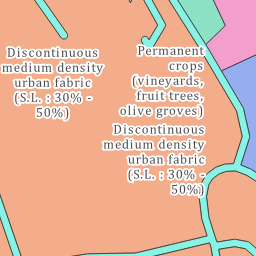 Discontinuous
medium density
urban fabric
(S.L. : 30% -
50%)
Permanent
crops
(vineyards,
fruit trees,
olive groves)
Discontinuous
medium density
urban fabric
(S.L. : 30% -
50%)